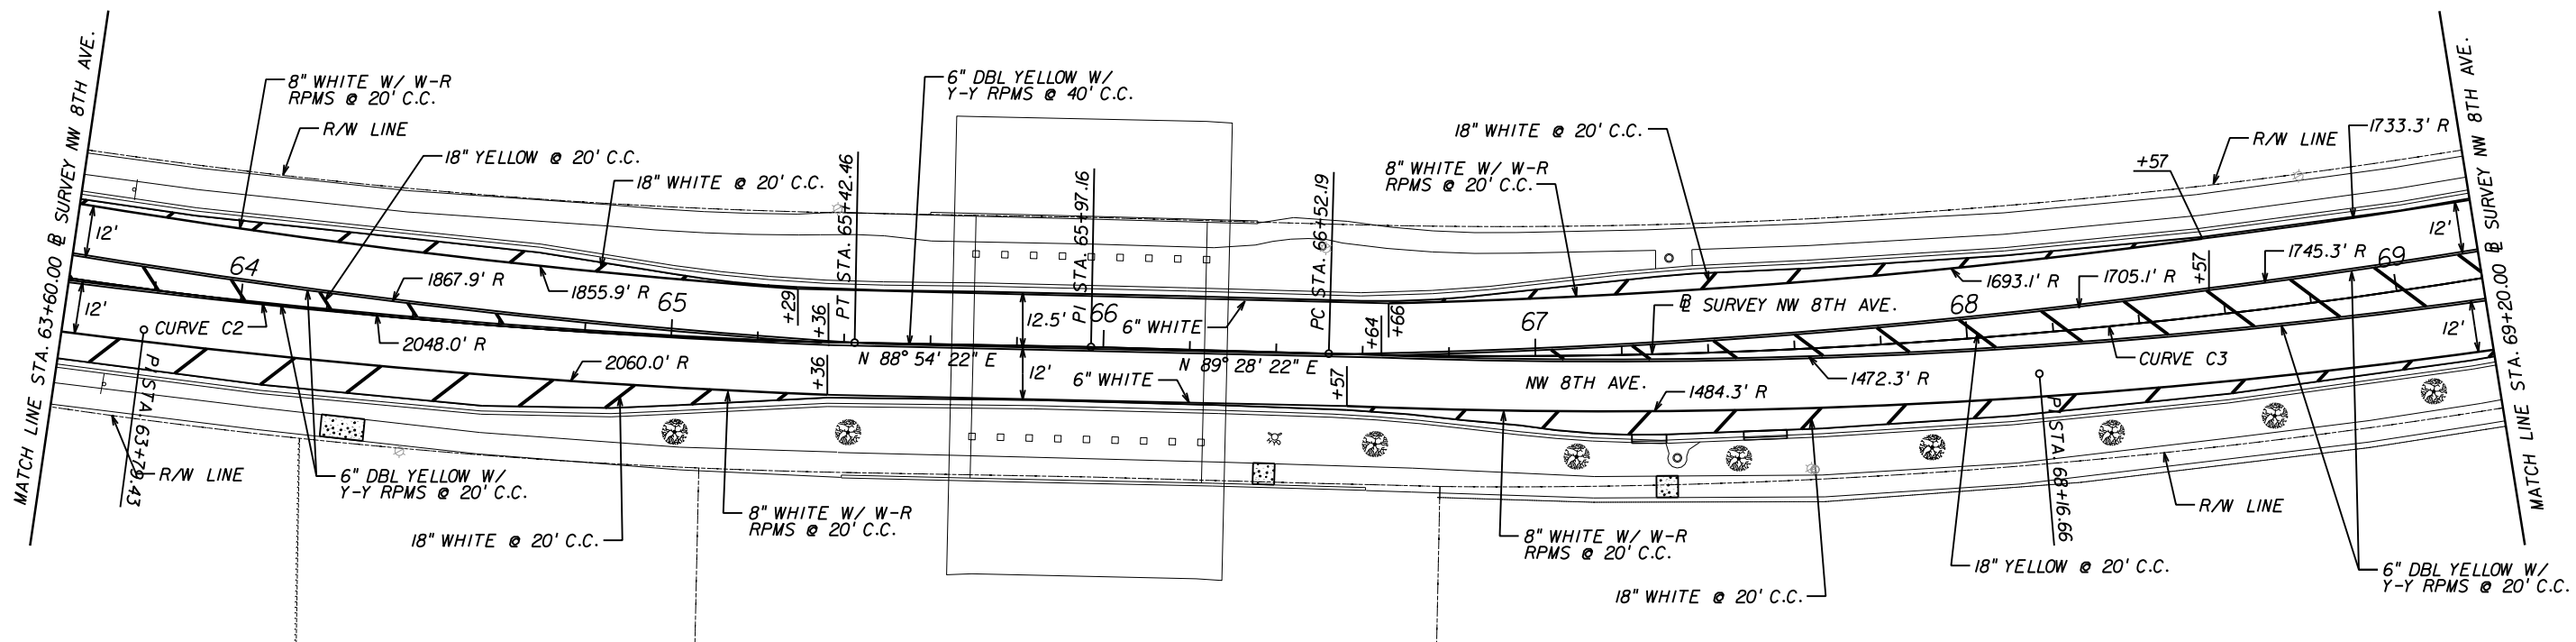 MATCH LINE STA. 63+60.00 BL SURVEY NW 8TH AVE.
8" WHITE W/ W-R
RPMS @ 20' C.C.
R/W LINE
18" YELLOW @ 20' C.C.
18" WHITE @ 20' C.C.
6" DBL YELLOW W/
Y-Y RPMS @ 40' C.C.
18" WHITE @ 20' C.C.
8" WHITE W/ W-R
RPMS @ 20' C.C.
R/W LINE
1733.3' R
+57
MATCH LINE STA. 69+20.00 BL SURVEY NW 8TH AVE.
12'
64
1867.9' R
1855.9' R
65
+29
+36
PT STA. 65+42.46
PI STA. 65+97.16
66
12.5'
6" WHITE
PC STA. 66+52.19
+64
+66
BL SURVEY NW 8TH AVE.
67
1693.1' R
1705.1' R
68
+57
1745.3' R
69
12'
12'
CURVE C2
2048.0' R
2060.0' R
+36
N 88° 54' 22" E
12'
6" WHITE
N 89° 28' 22" E
+57
NW 8TH AVE.
1484.3' R
1472.3' R
CURVE C3
12'
PI STA. 63+79.43
R/W LINE
6" DBL YELLOW W/
Y-Y RPMS @ 20' C.C.
18" WHITE @ 20' C.C.
8" WHITE W/ W-R
RPMS @ 20' C.C.
8" WHITE W/ W-R
RPMS @ 20' C.C.
18" WHITE @ 20' C.C.
PI STA. 68+16.66
18" YELLOW @ 20' C.C.
R/W LINE
6" DBL YELLOW W/
Y-Y RPMS @ 20' C.C.